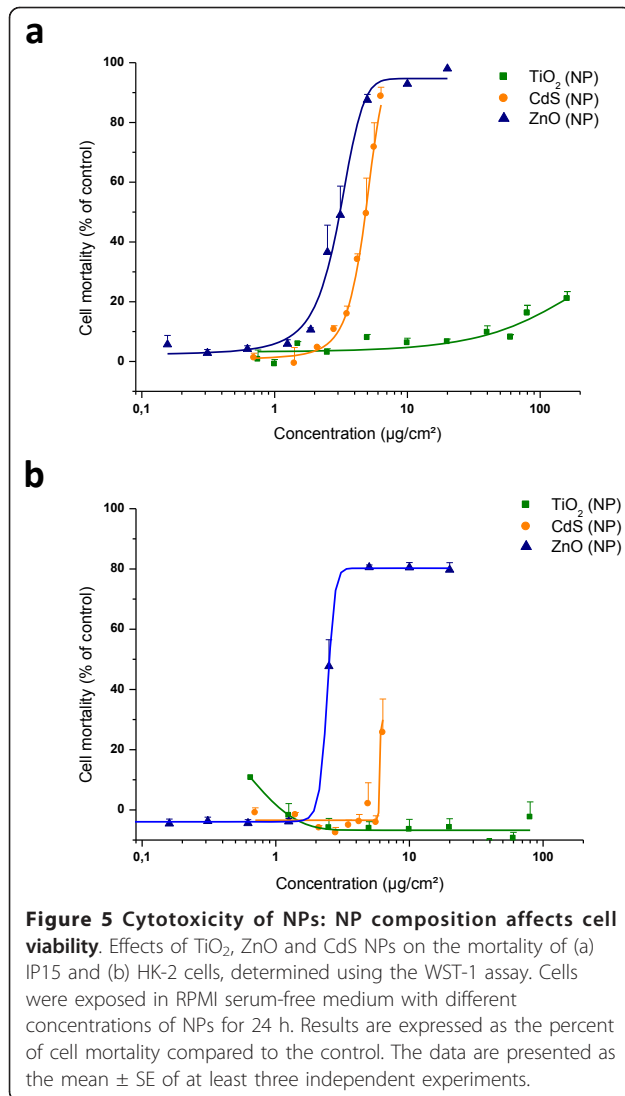 a
100
80
60
40
20
0
Cell mortality (% of control)
TiO₂ (NP)
CdS (NP)
ZnO (NP)
0,1 1 10 100
Concentration (µg/cm²)
b
100
80
60
40
20
0
Cell mortality (% of control)
TiO₂ (NP)
CdS (NP)
ZnO (NP)
0,1 1 10 100
Concentration (µg/cm²)
Figure 5 Cytotoxicity of NPs: NP composition affects cell
viability. Effects of TiO₂, ZnO and CdS NPs on the mortality of (a)
IP15 and (b) HK-2 cells, determined using the WST-1 assay. Cells
were exposed in RPMI serum-free medium with different
concentrations of NPs for 24 h. Results are expressed as the percent
of cell mortality compared to the control. The data are presented as
the mean ± SE of at least three independent experiments.